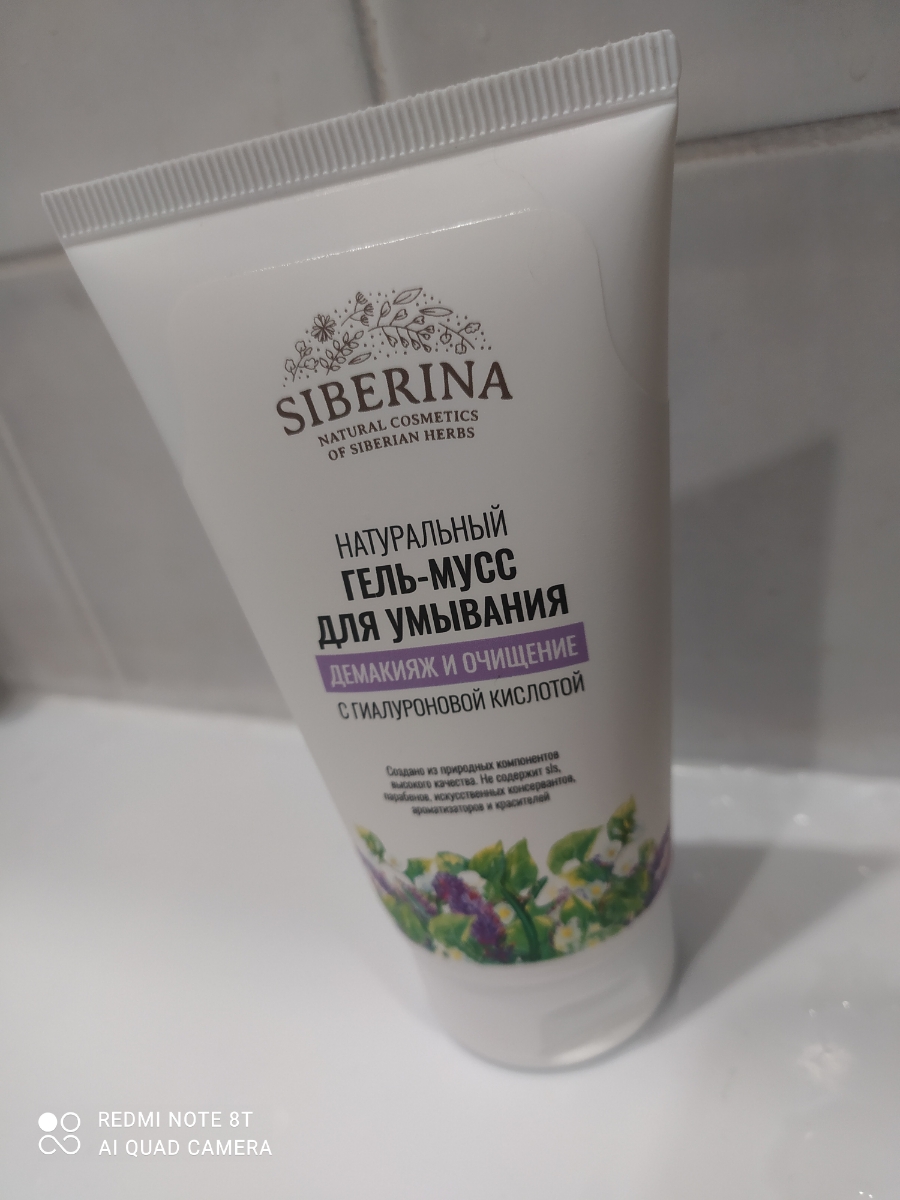 SIBERINA
NATURAL COSMETICS
OF SIBERIAN HERBS
НАТУРАЛЬНЫЙ
ГЕЛЬ-МУСС
ДЛЯ УМЫВАНИЯ
ДЕМАКИЯЖ И ОЧИЩЕНИЕ
С ГИАЛУРОНОВОЙ КИСЛОТОЙ
Создано из природных компонентов
высокого качества. Не содержит sls,
парабенов, искусственных консервантов,
ароматизаторов и красителей
REDMI NOTE 8T
AI QUAD CAMERA